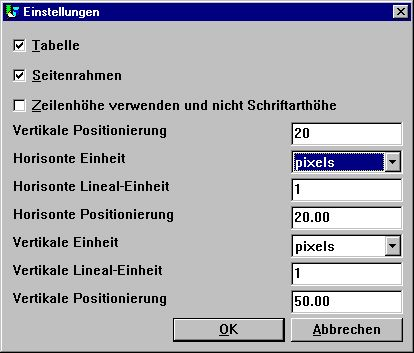 Einstellungen
Tabelle
Seitenrahmen
Zeilenhöhe verwenden und nicht Schriftarthöhe
Vertikale Positionierung 20
Horisonte Einheit pixels
Horisonte Lineal-Einheit 1
Horisonte Positionierung 20.00
Vertikale Einheit pixels
Vertikale Lineal-Einheit 1
Vertikale Positionierung 50.00
OK Abbrechen